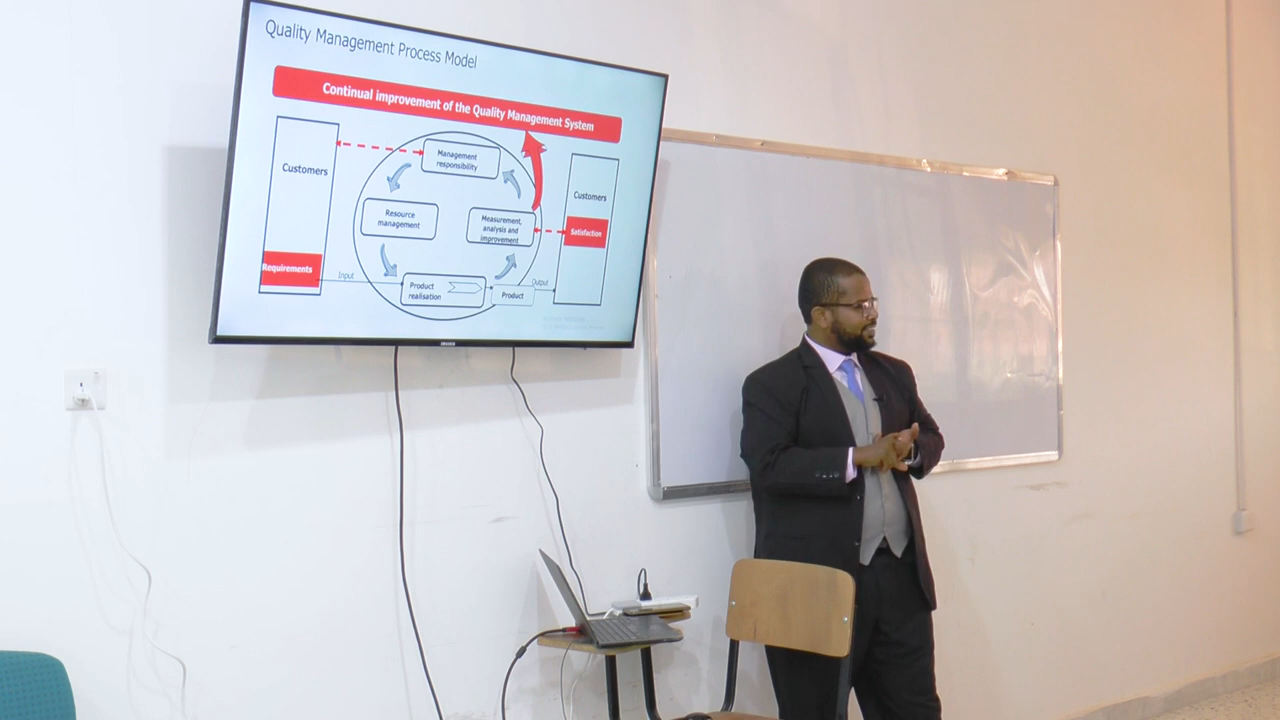 Quality Management Process Model
Continual improvement of the Quality Management System
Customers
Requirements
Management
responsibility
Resource
management
Measurement,
analysis and
improvement
Customers
Satisfaction
Input
Product
realisation
Product
Output